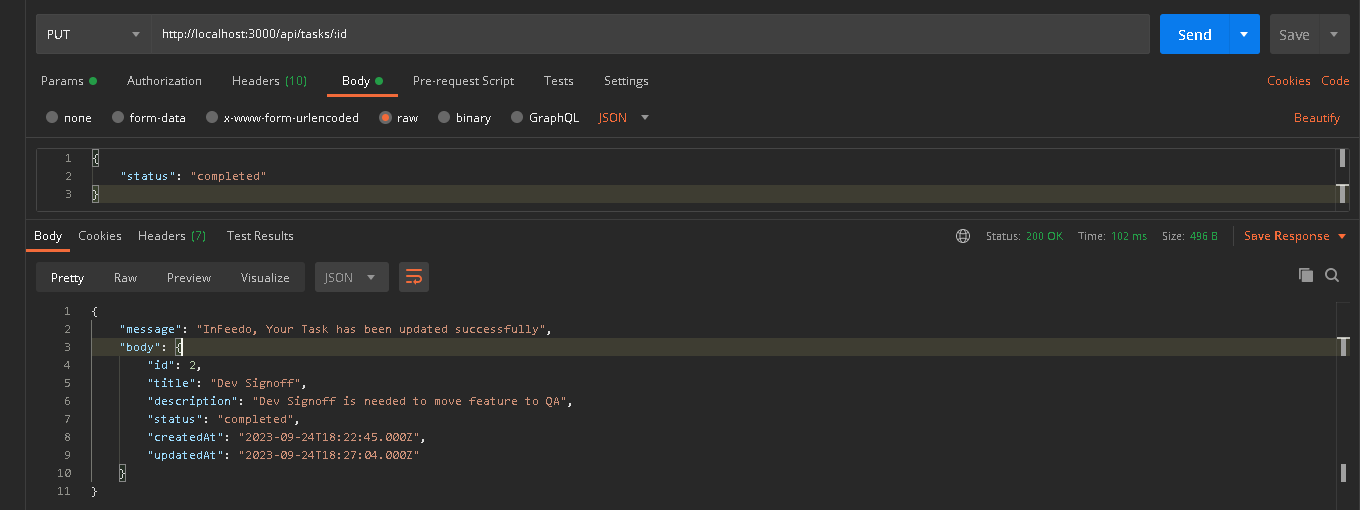 PUT http://localhost:3000/api/tasks/:id Send Save
Params Authorization Headers (10) Body Pre-request Script Tests Settings Cookies Code
none form-data x-www-form-urlencoded raw binary GraphQL JSON Beautify
1 {
2 "status": "completed"
3 }
Body Cookies Headers (7) Test Results Status: 200 OK Time: 102 ms Size: 496 B Save Response
Pretty Raw Preview Visualize JSON
1 {
2 "message": "InFeedo, Your Task has been updated successfully",
3 "body": {
4 "id": 2,
5 "title": "Dev Signoff",
6 "description": "Dev Signoff is needed to move feature to QA",
7 "status": "completed",
8 "createdAt": "2023-09-24T18:22:45.000Z",
9 "updatedAt": "2023-09-24T18:27:04.000Z"
10 }
11 }